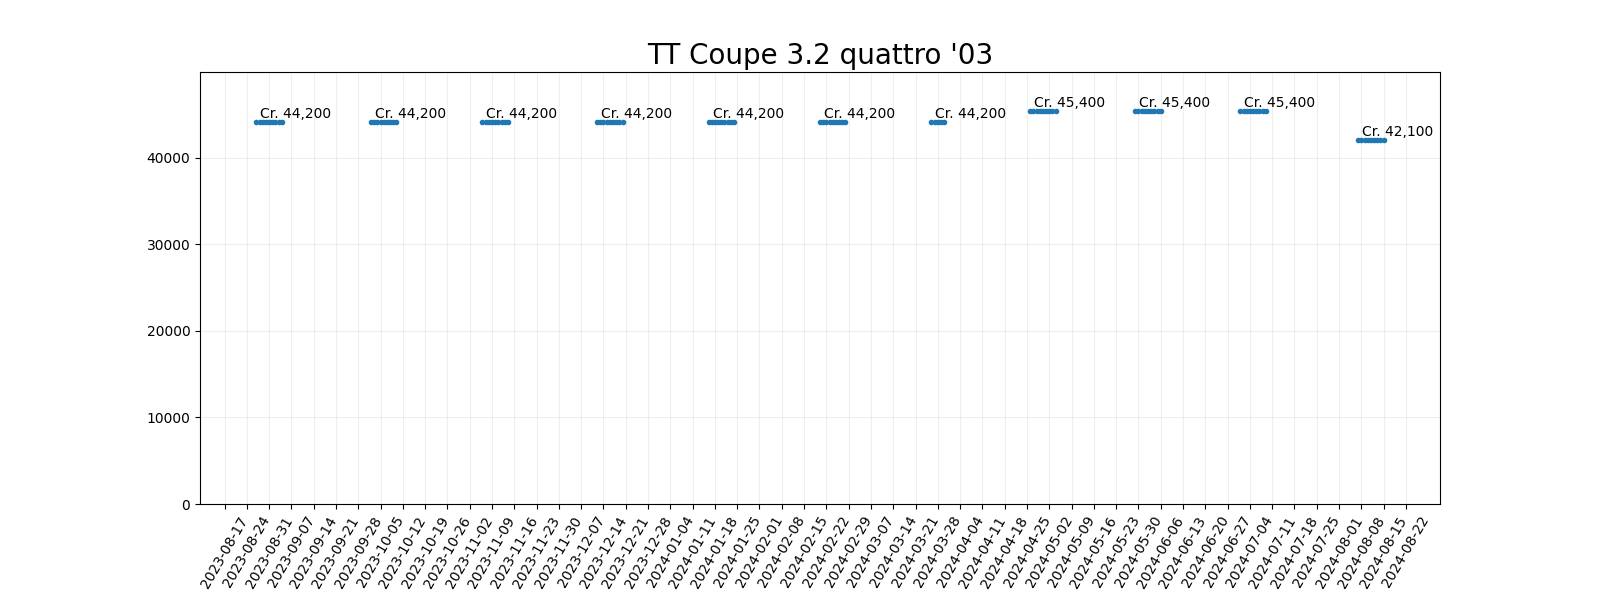 TT Coupe 3.2 quattro '03
Cr. 45,400 Cr. 45,400 Cr. 45,400
Cr. 44,200 Cr. 44,200 Cr. 44,200 Cr. 44,200 Cr. 44,200 Cr. 44,200 Cr. 44,200
Cr. 42,100
40000
30000
20000
10000
0
2023-08-17 2023-08-24 2023-08-31 2023-09-07 2023-09-14 2023-09-21 2023-09-28 2023-10-05 2023-10-12 2023-10-19 2023-10-26 2023-11-02 2023-11-09 2023-11-16 2023-11-23 2023-11-30 2023-12-07 2023-12-14 2023-12-21 2023-12-28 2024-01-04 2024-01-11 2024-01-18 2024-01-25 2024-02-01 2024-02-08 2024-02-15 2024-02-22 2024-02-29 2024-03-07 2024-03-14 2024-03-21 2024-03-28 2024-04-04 2024-04-11 2024-04-18 2024-04-25 2024-05-02 2024-05-09 2024-05-16 2024-05-23 2024-05-30 2024-06-06 2024-06-13 2024-06-20 2024-06-27 2024-07-04 2024-07-11 2024-07-18 2024-07-25 2024-08-01 2024-08-08 2024-08-15 2024-08-22